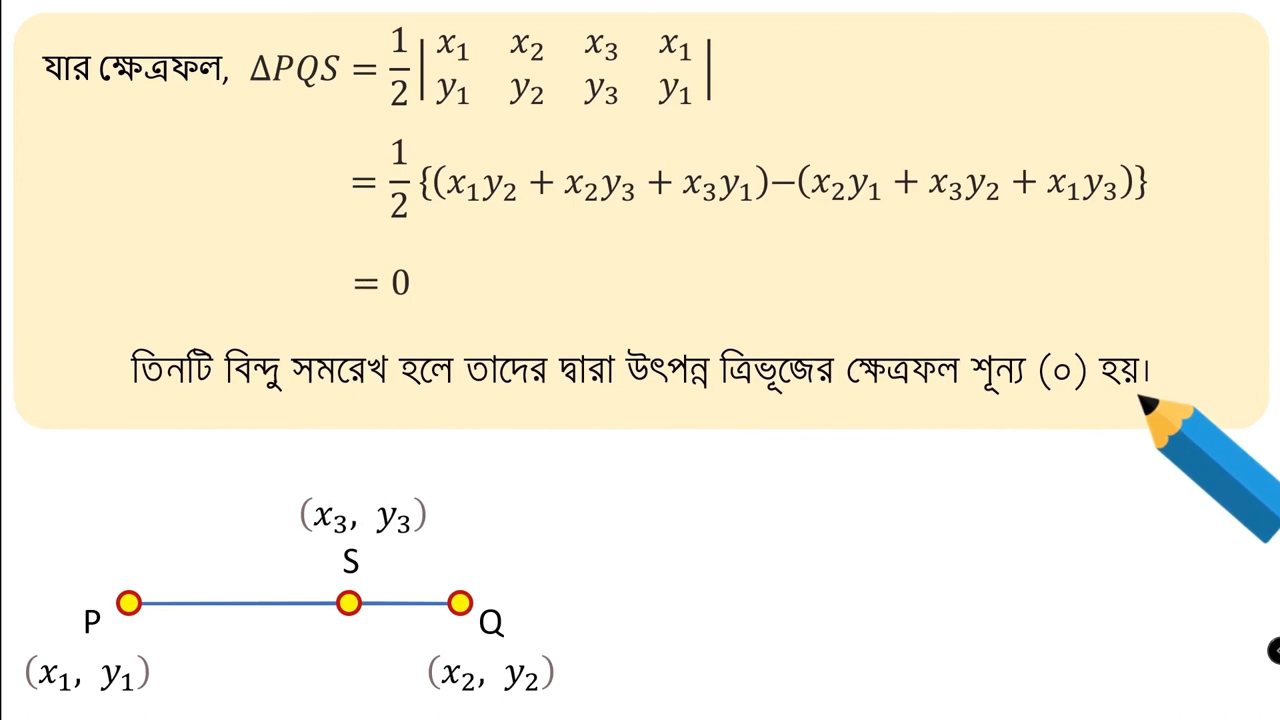 যার ক্ষেত্রফল, ΔPQS = 1/2 | x₁ x₂ x₃ x₁
y₁ y₂ y₃ y₁ |
= 1/2 {(x₁y₂ + x₂y₃ + x₃y₁)−(x₂y₁ + x₃y₂ + x₁y₃)}
= 0
তিনটি বিন্দু সমরেখ হলে তাদের দ্বারা উৎপন্ন ত্রিভূজের ক্ষেত্রফল শূন্য (০) হয়।
(x₃, y₃)
S
P Q
(x₁, y₁) (x₂, y₂)